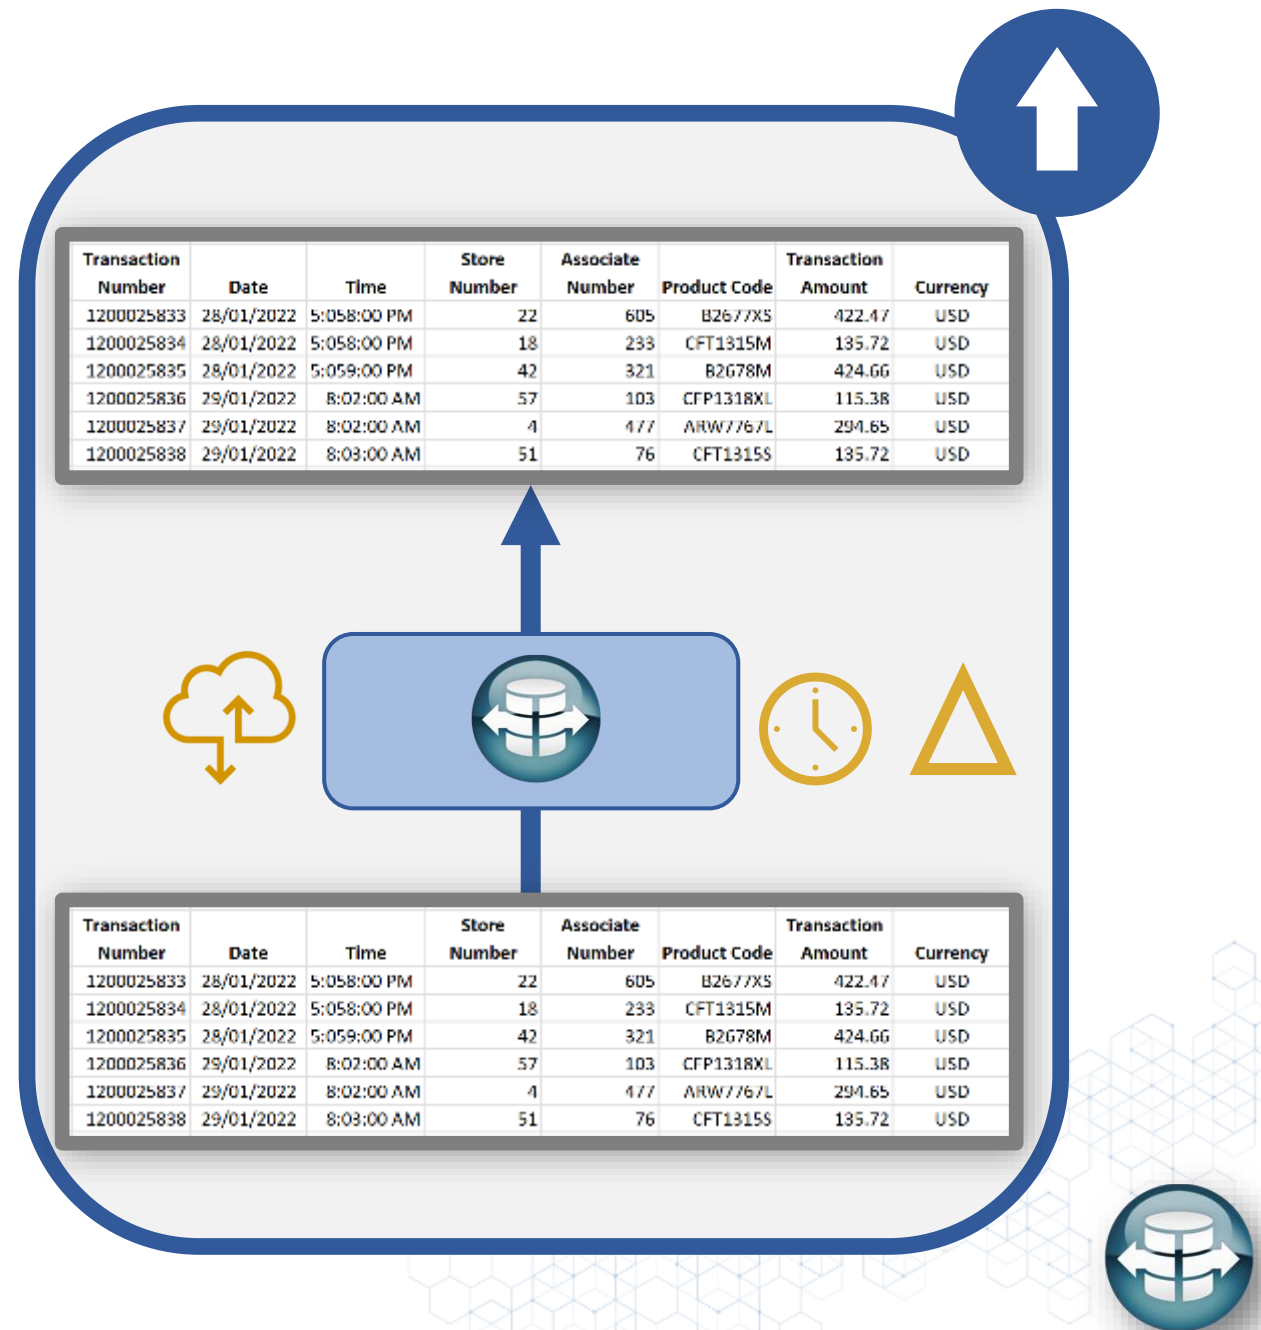 Transaction Number Date Time Store Number Associate Number Product Code Transaction Amount Currency
1200025833 28/01/2022 5:058:00 PM 22 605 B2677XS 422.47 USD
1200025834 28/01/2022 5:058:00 PM 18 233 CFT1315M 135.72 USD
1200025835 28/01/2022 5:059:00 PM 42 321 B2678M 424.66 USD
1200025836 29/01/2022 8:02:00 AM 57 103 CFP1318XL 115.38 USD
1200025837 29/01/2022 8:02:00 AM 4 477 ARW7767L 294.65 USD
1200025838 29/01/2022 8:03:00 AM 51 76 CFT1315S 135.72 USD
Transaction Number Date Time Store Number Associate Number Product Code Transaction Amount Currency
1200025833 28/01/2022 5:058:00 PM 22 605 B2677XS 422.47 USD
1200025834 28/01/2022 5:058:00 PM 18 233 CFT1315M 135.72 USD
1200025835 28/01/2022 5:059:00 PM 42 321 B2678M 424.66 USD
1200025836 29/01/2022 8:02:00 AM 57 103 CFP1318XL 115.38 USD
1200025837 29/01/2022 8:02:00 AM 4 477 ARW7767L 294.65 USD
1200025838 29/01/2022 8:03:00 AM 51 76 CFT1315S 135.72 USD